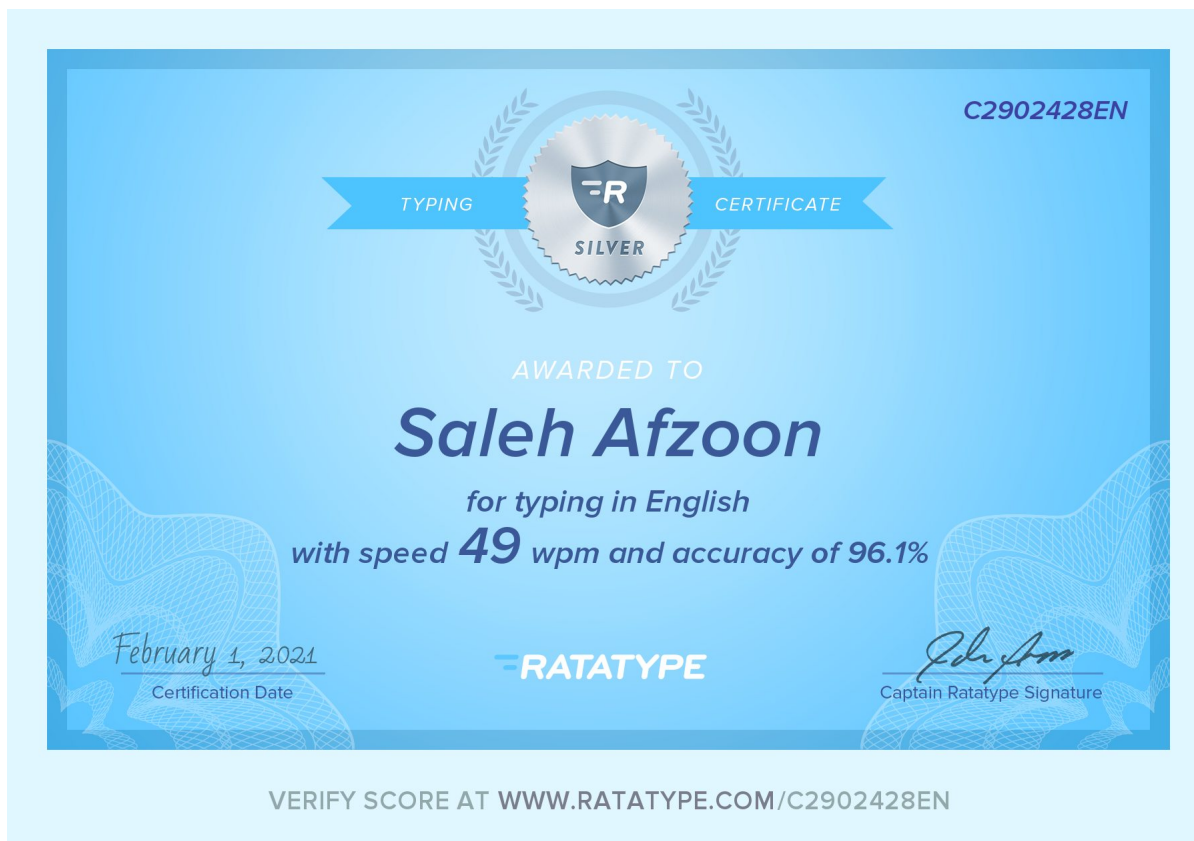 C2902428EN
TYPING
CERTIFICATE
R
SILVER
AWARDED TO
Saleh Afzoon
for typing in English
with speed 49 wpm and accuracy of 96.1%
February 1, 2021
Certification Date
RATATYPE
Captain Ratatype Signature
VERIFY SCORE AT WWW.RATATYPE.COM/C2902428EN